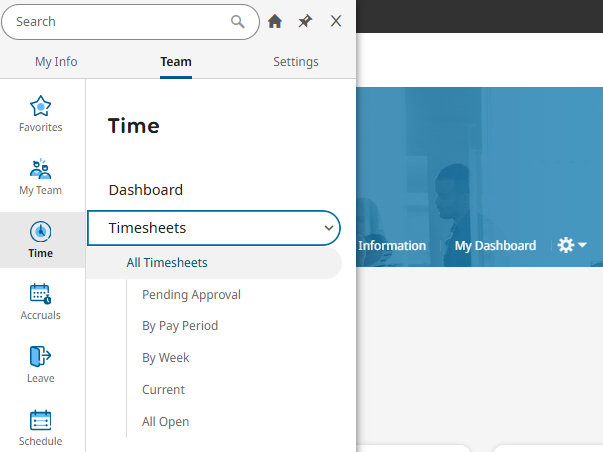 Search
X
My Info
Team
Settings
Favorites
My Team
Time
Accruals
Leave
Schedule
Time
Dashboard
Timesheets
All Timesheets
Pending Approval
By Pay Period
By Week
Current
All Open
Information
My Dashboard